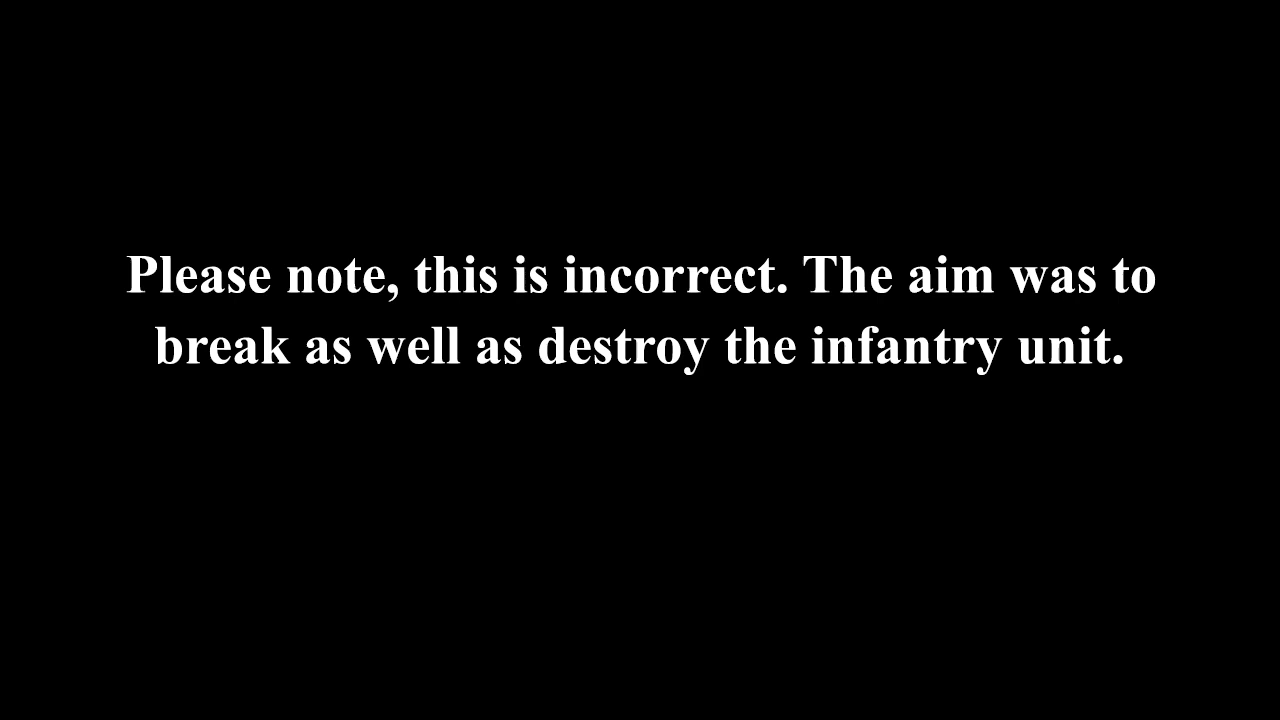 Please note, this is incorrect. The aim was to
break as well as destroy the infantry unit.